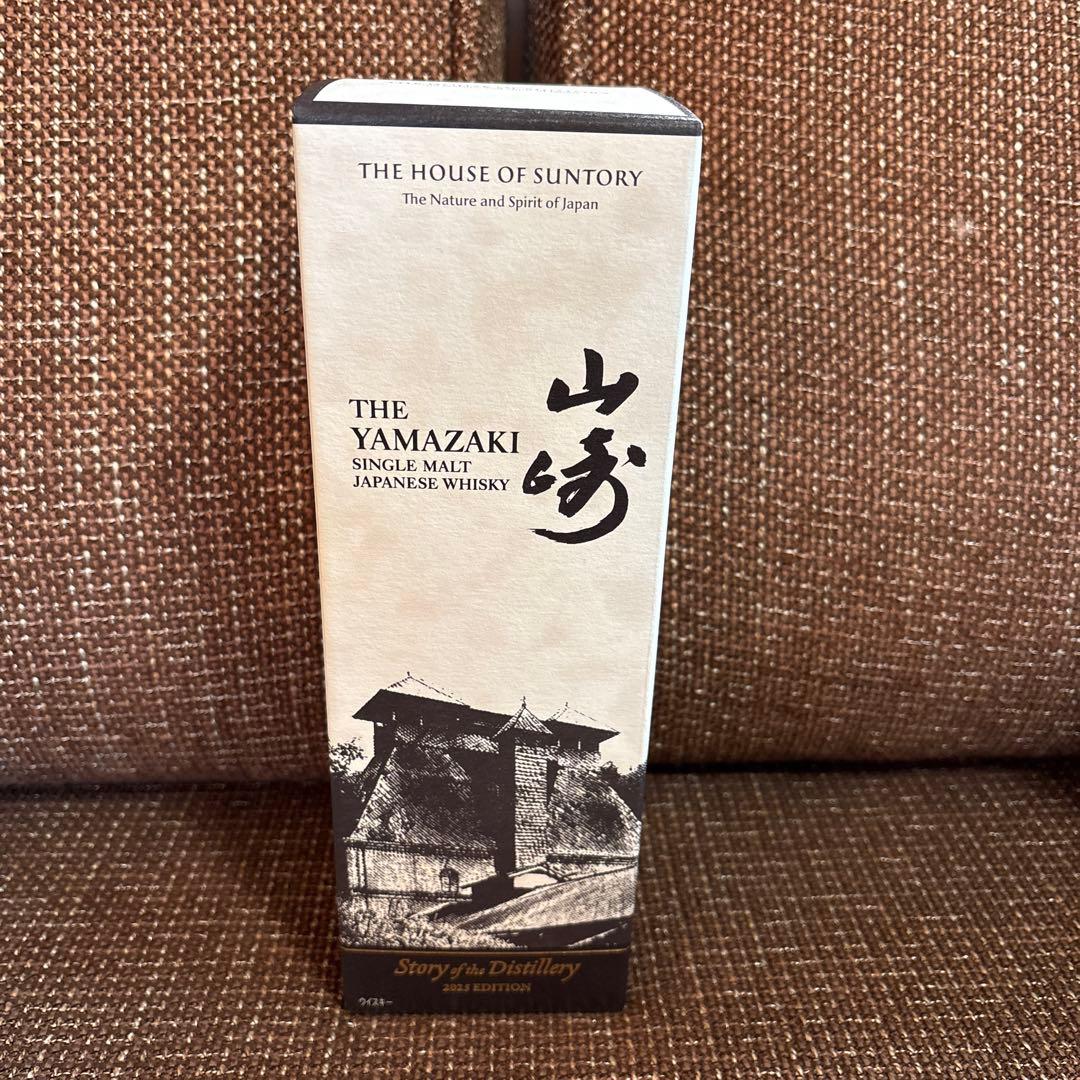 THE HOUSE OF SUNTORY
The Nature and Spirit of Japan
山崎
THE
YAMAZAKI
SINGLE MALT
JAPANESE WHISKY
Story of the Distillery
2025 EDITION
ウイスキー